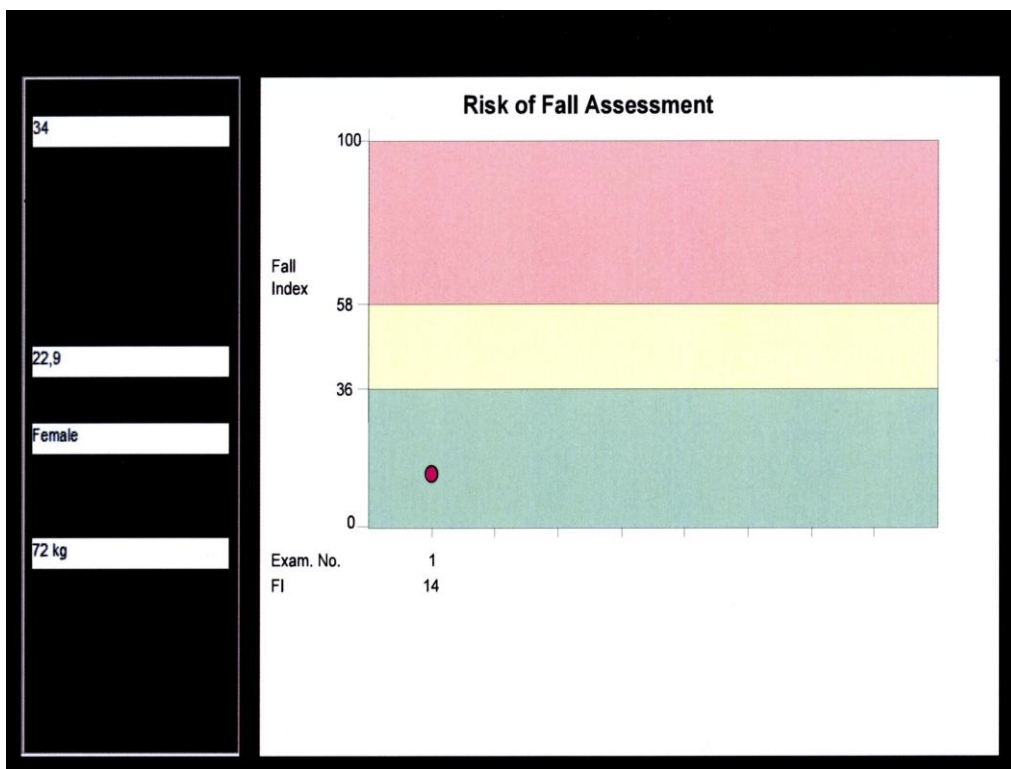 34
22,9
Female
72 kg
Risk of Fall Assessment
100
Fall
Index
58
36
0
Exam. No. 1
FI 14